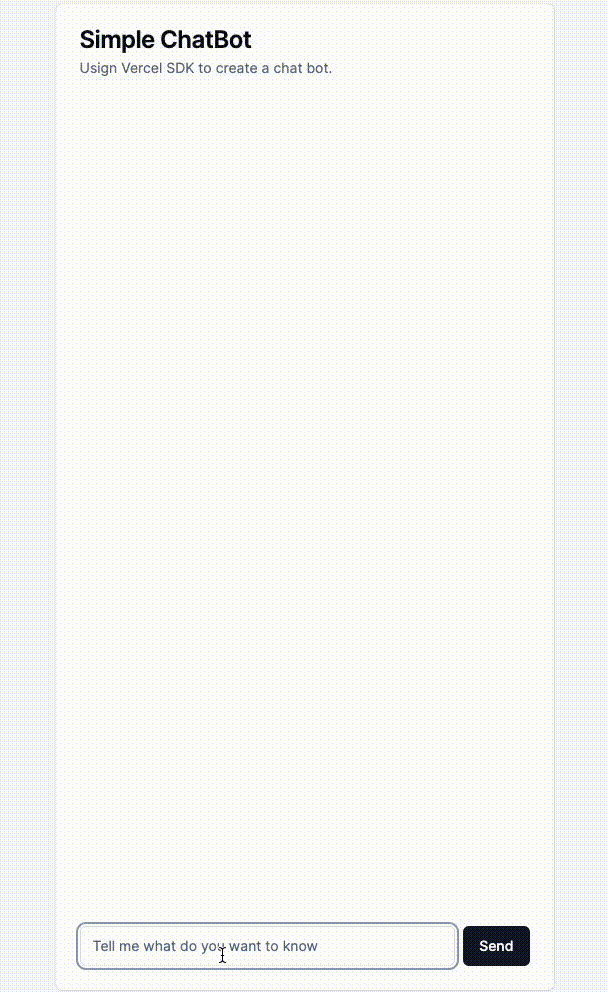 Simple ChatBot
Usign Vercel SDK to create a chat bot.
Tell me what do you want to know
Send